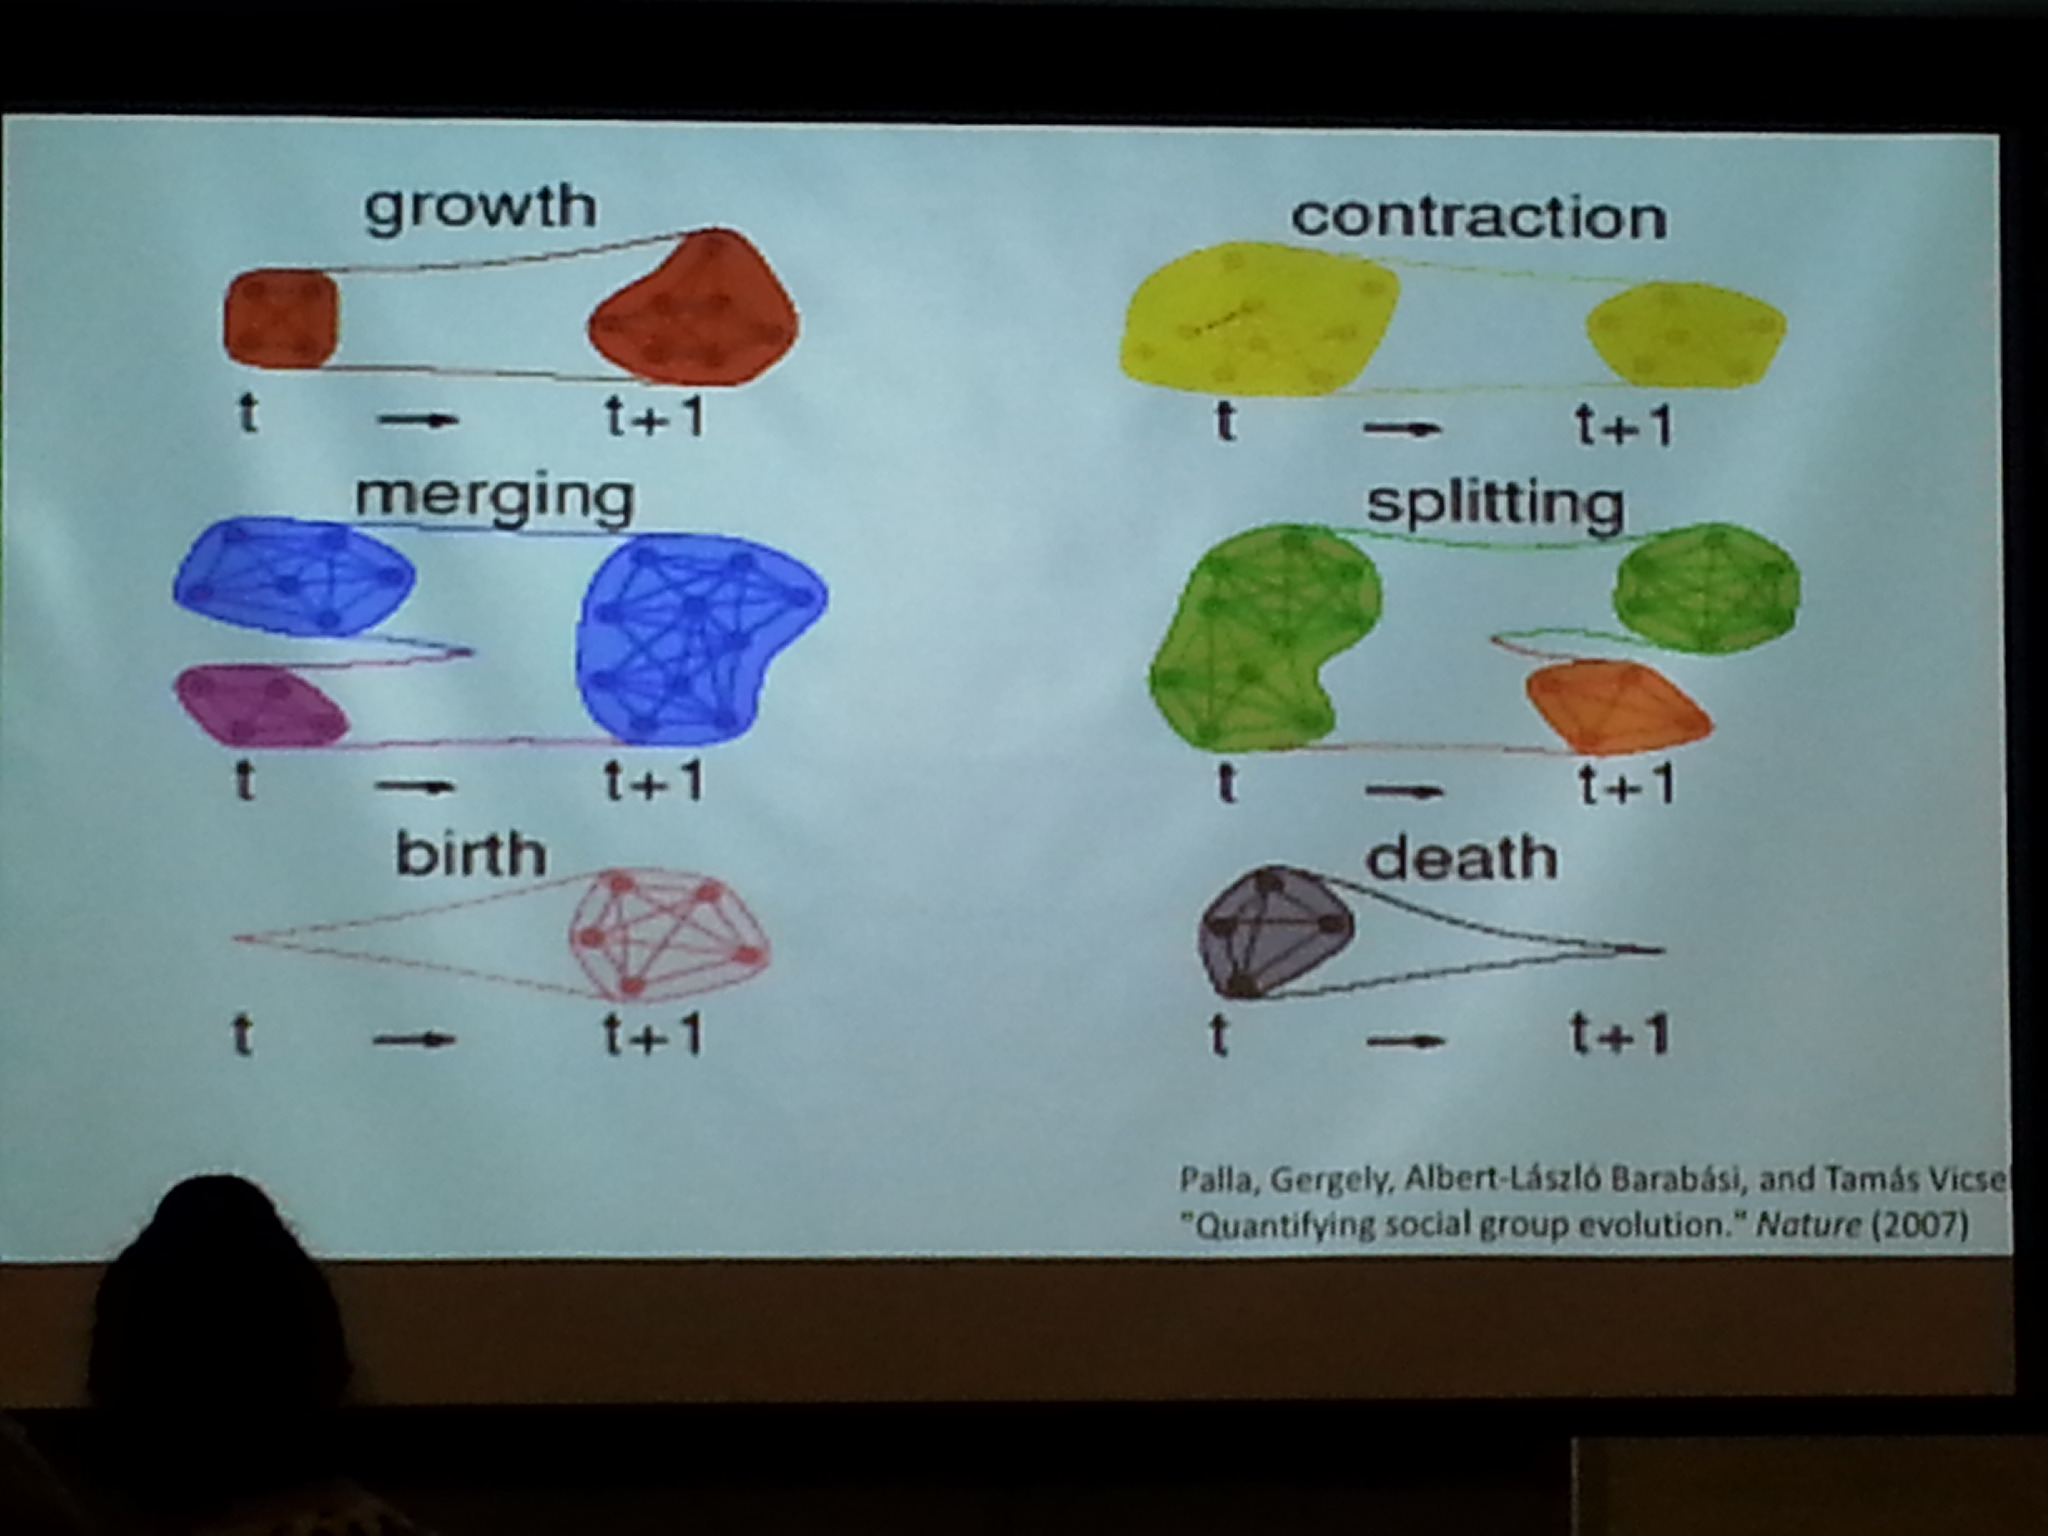 growth
contraction
t → t+1
t → t+1
merging
splitting
t → t+1
t → t+1
birth
death
t → t+1
t → t+1
Palla, Gergely, Albert-László Barabási, and Tamás Vicse
"Quantifying social group evolution." Nature (2007)